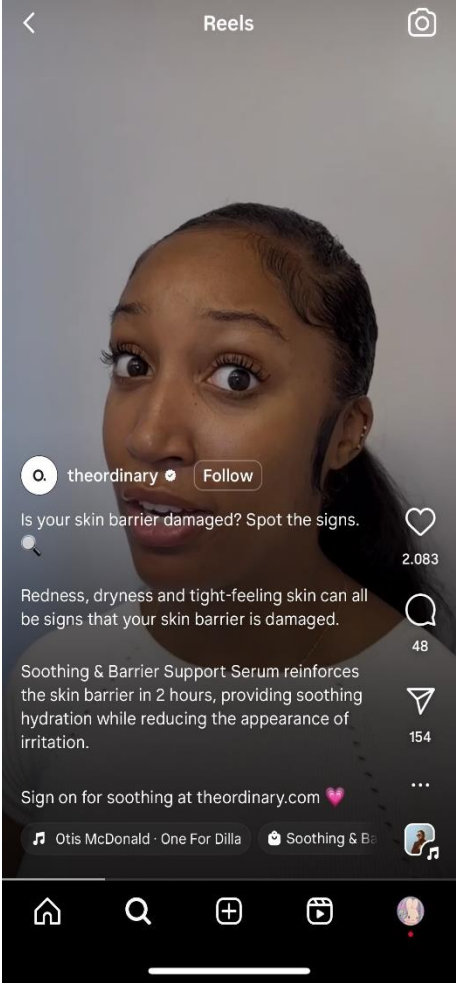 Reels
O.
theordinary
Follow
Is your skin barrier damaged? Spot the signs.
🔍
Redness, dryness and tight-feeling skin can all
be signs that your skin barrier is damaged.
Soothing & Barrier Support Serum reinforces
the skin barrier in 2 hours, providing soothing
hydration while reducing the appearance of
irritation.
Sign on for soothing at theordinary.com 💗
Otis McDonald · One For Dilla
Soothing & Ba
2.083
48
154